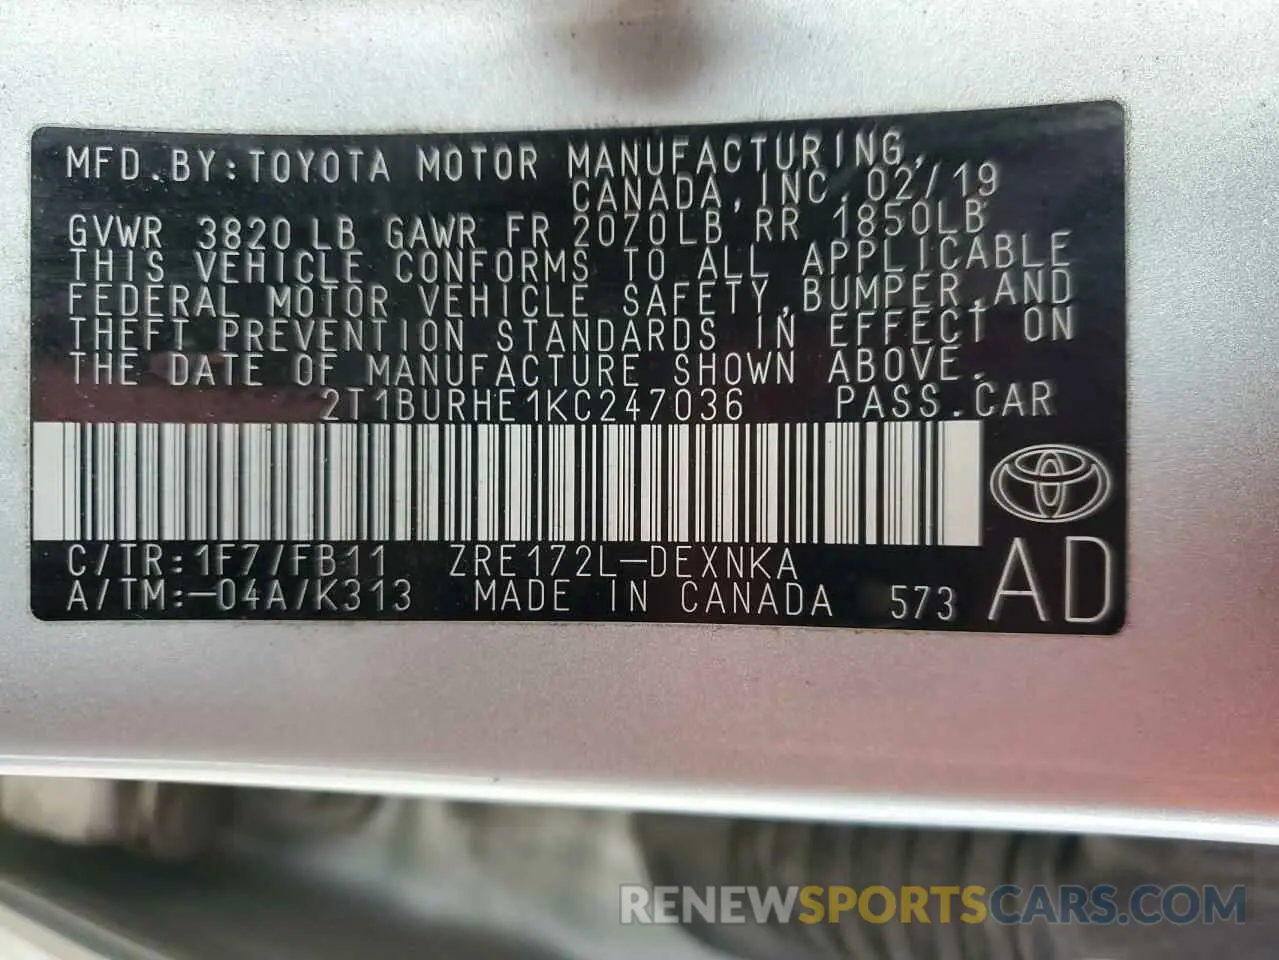 MFD.BY:TOYOTA MOTOR MANUFACTURING,
CANADA,INC. 02/19
GVWR 3820 LB GAWR FR 2070LB RR 1850LB
THIS VEHICLE CONFORMS TO ALL APPLICABLE
FEDERAL MOTOR VEHICLE SAFETY,BUMPER,AND
THEFT PREVENTION STANDARDS IN EFFECT ON
THE DATE OF MANUFACTURE SHOWN ABOVE.
2T1BURHE1KC247036 PASS.CAR
C/TR:1F7/FB11 ZRE172L-DEXNKA
A/TM:-04A/K313 MADE IN CANADA 573 AD
RENEWSPORTSCARS.COM